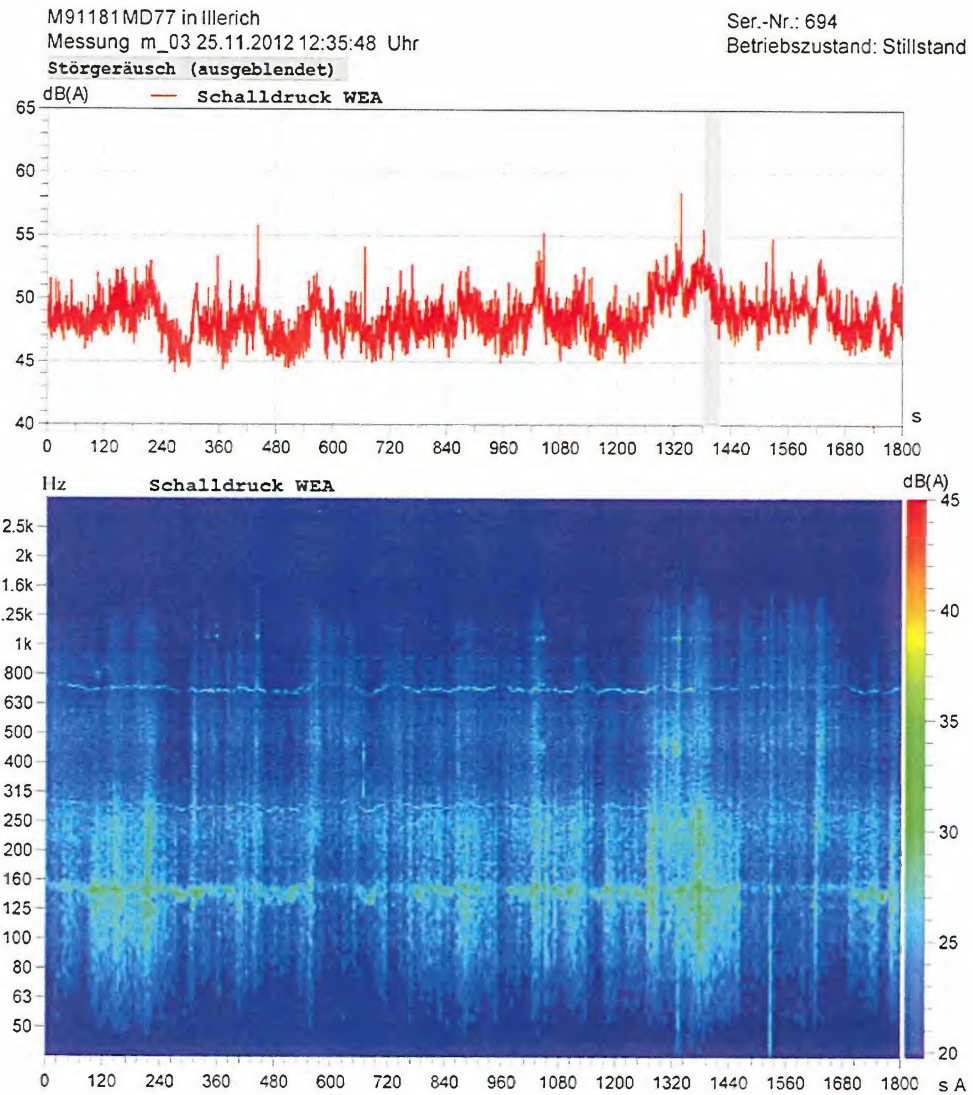 M91181 MD77 in Illerich
Ser.-Nr.: 694
Messung m_03 25.11.2012 12:35:48 Uhr
Betriebszustand: Stillstand
Störgeräusch (ausgeblendet)
dB(A)
Schalldruck WEA
65
60
55
50
45
40
s
0 120 240 360 480 600 720 840 960 1080 1200 1320 1440 1560 1680 1800
Hz
Schalldruck WEA
dB(A)
2.5k
2k
1.6k
.25k
1k
800
630
500
400
315
250
200
160
125
100
80
63
50
45
40
35
30
25
20
0 120 240 360 480 600 720 840 960 1080 1200 1320 1440 1560 1680 1800 s A